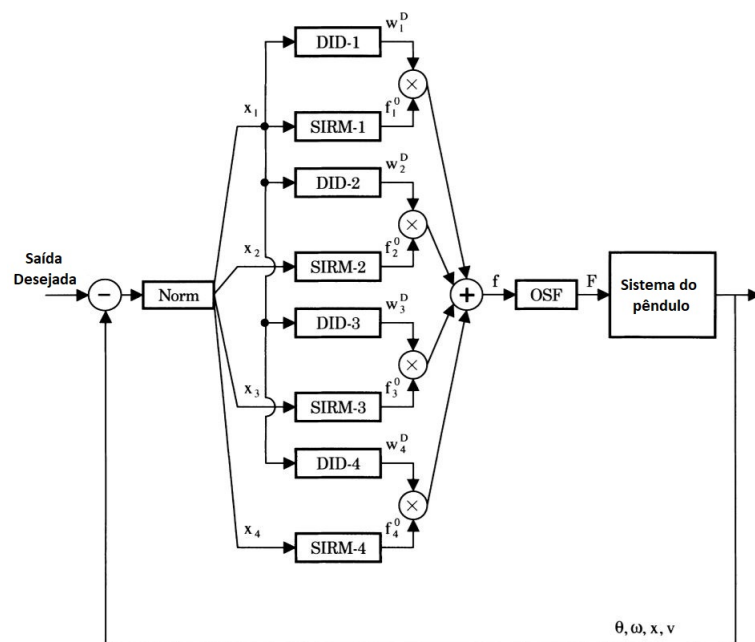 w₁ᴰ
DID-1
x₁
f₁⁰
SIRM-1
w₂ᴰ
DID-2
x₂
f₂⁰
SIRM-2
Saída
Desejada
−
Norm
w₃ᴰ
DID-3
+
f
OSF
F
Sistema do
pêndulo
x₃
f₃⁰
SIRM-3
w₄ᴰ
DID-4
x₄
f₄⁰
SIRM-4
×
×
×
×
θ, ω, x, v